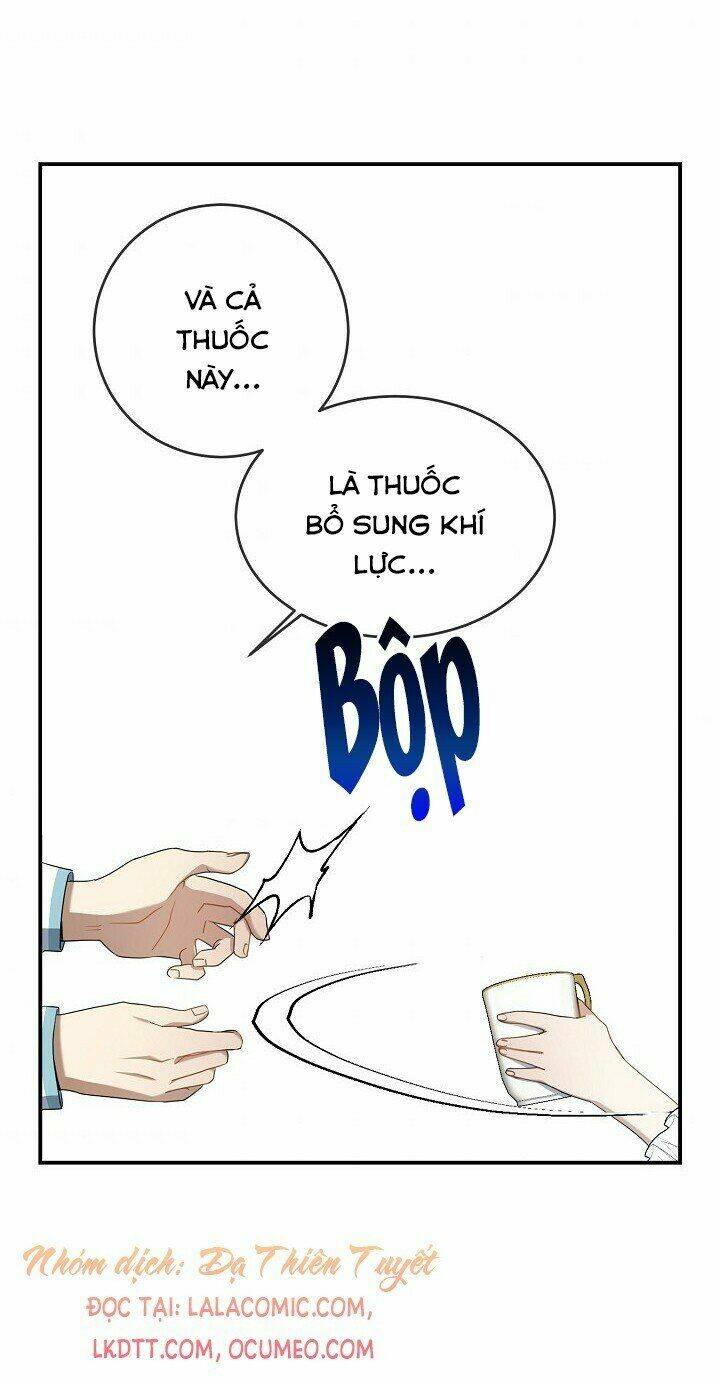 VÀ CẢ
THUỐC
NÀY...
LÀ THUỐC
BỔ SUNG KHÍ
LỰC...
BỘP
Nhóm dịch: Dạ Thiên Tuyết
ĐỌC TẠI: LALACOMIC.COM,
LKDTT.COM, OCUMEO.COM